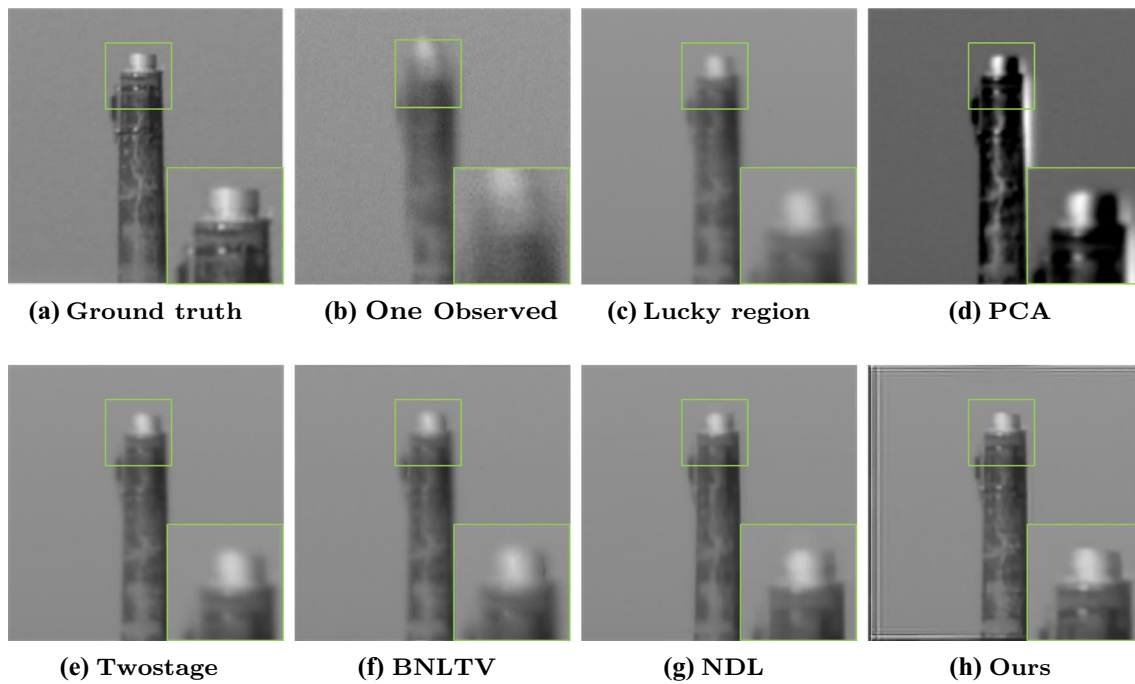 (a) Ground truth
(b) One Observed
(c) Lucky region
(d) PCA
(e) Twostage
(f) BNLTV
(g) NDL
(h) Ours